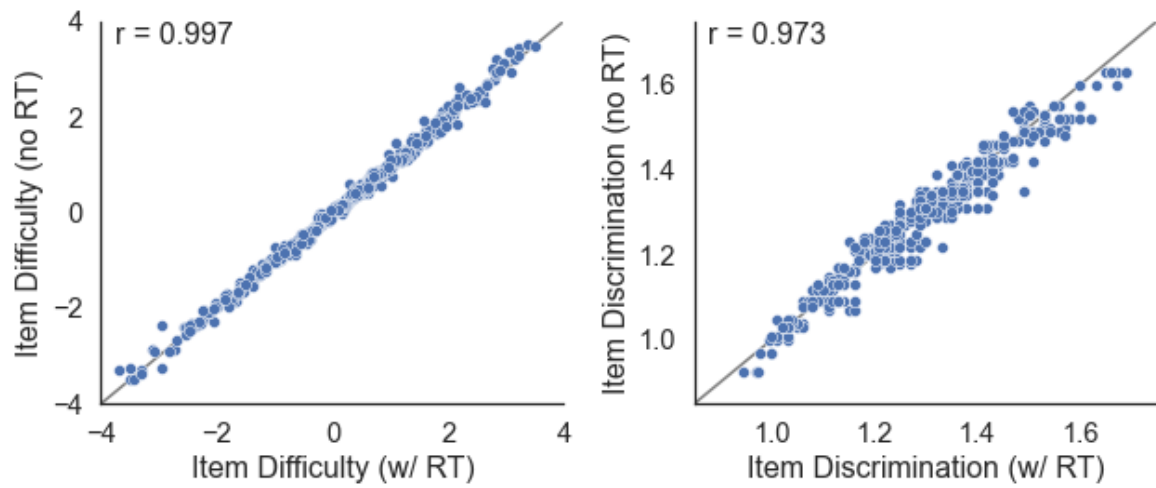 r = 0.997
Item Difficulty (no RT)
4
2
0
−2
−4
−4 −2 0 2 4
Item Difficulty (w/ RT)
r = 0.973
Item Discrimination (no RT)
1.6
1.4
1.2
1.0
1.0 1.2 1.4 1.6
Item Discrimination (w/ RT)